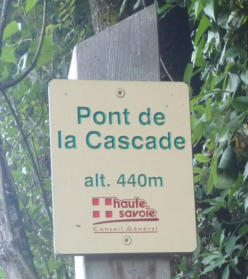 Pont de
la Cascade
alt. 440m
haute
savoie
Conseil Général